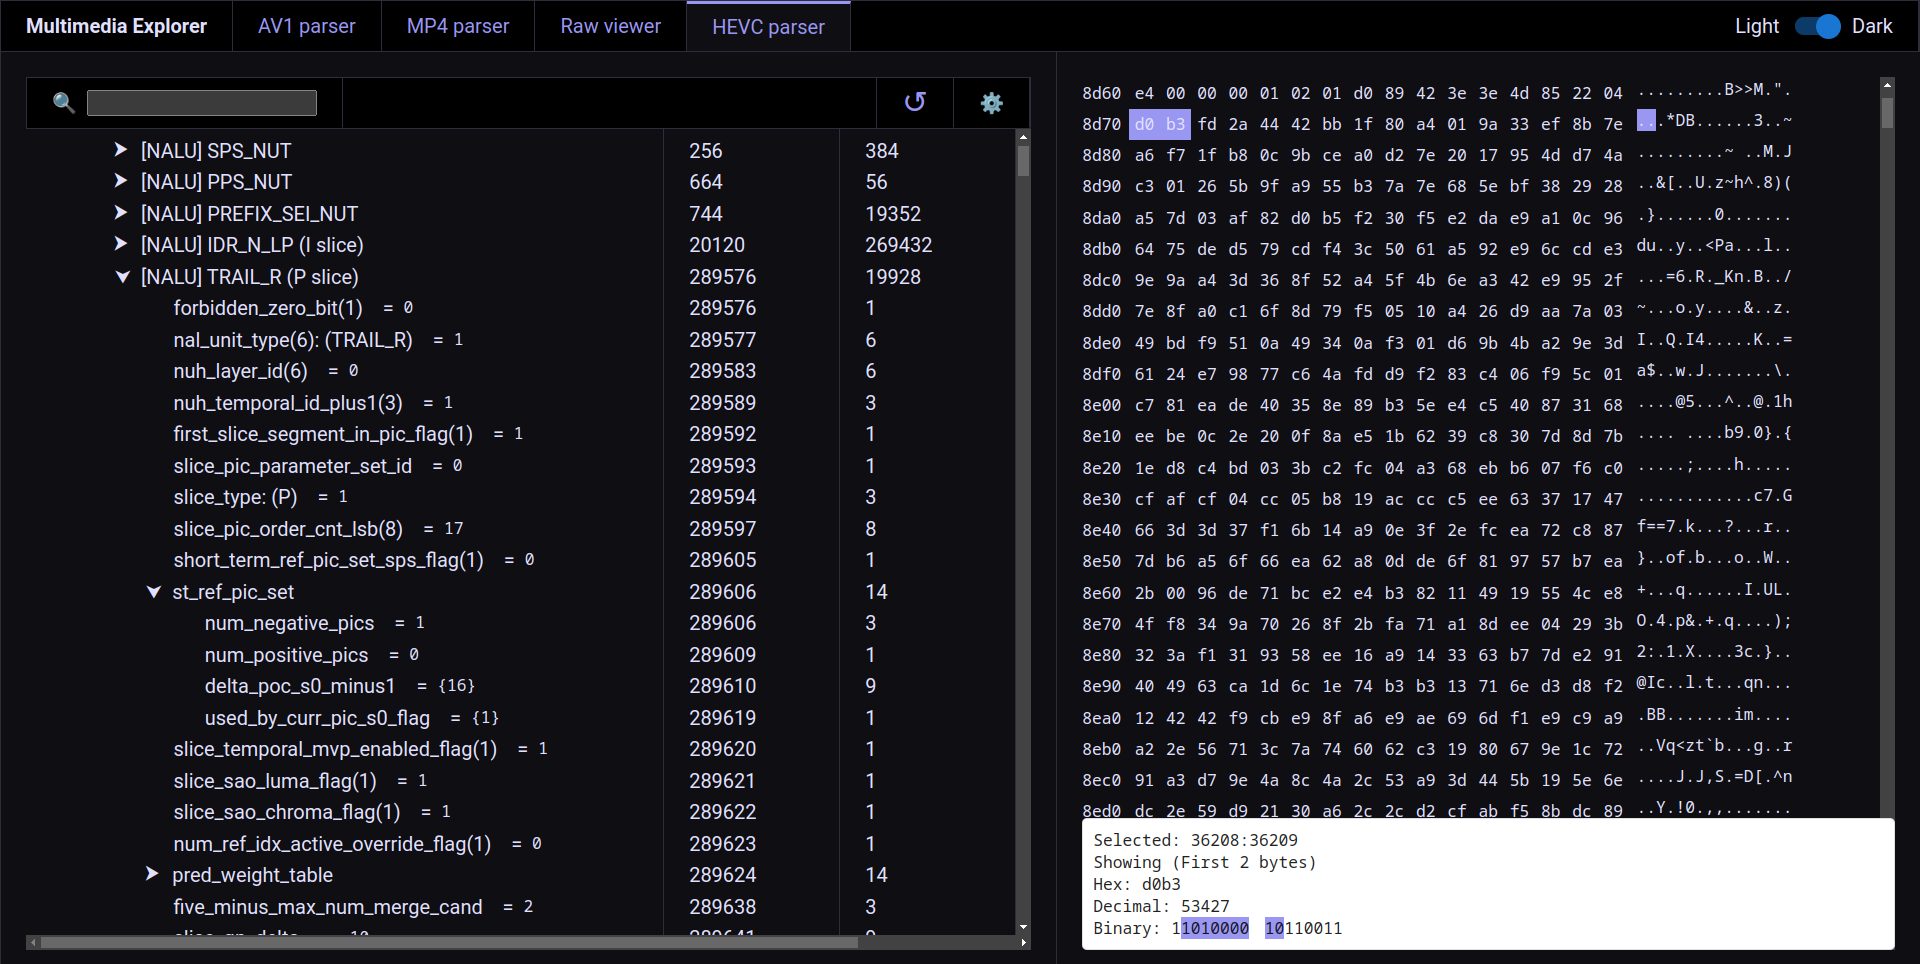 Multimedia Explorer AV1 parser MP4 parser Raw viewer HEVC parser Light Dark
[NALU] SPS_NUT 256 384
[NALU] PPS_NUT 664 56
[NALU] PREFIX_SEI_NUT 744 19352
[NALU] IDR_N_LP (I slice) 20120 269432
[NALU] TRAIL_R (P slice) 289576 19928
forbidden_zero_bit(1) = 0 289576 1
nal_unit_type(6): (TRAIL_R) = 1 289577 6
nuh_layer_id(6) = 0 289583 6
nuh_temporal_id_plus1(3) = 1 289589 3
first_slice_segment_in_pic_flag(1) = 1 289592 1
slice_pic_parameter_set_id = 0 289593 1
slice_type: (P) = 1 289594 3
slice_pic_order_cnt_lsb(8) = 17 289597 8
short_term_ref_pic_set_sps_flag(1) = 0 289605 1
st_ref_pic_set 289606 14
num_negative_pics = 1 289606 3
num_positive_pics = 0 289609 1
delta_poc_s0_minus1 = {16} 289610 9
used_by_curr_pic_s0_flag = {1} 289619 1
slice_temporal_mvp_enabled_flag(1) = 1 289620 1
slice_sao_luma_flag(1) = 1 289621 1
slice_sao_chroma_flag(1) = 1 289622 1
num_ref_idx_active_override_flag(1) = 0 289623 1
pred_weight_table 289624 14
five_minus_max_num_merge_cand = 2 289638 3
8d60 e4 00 00 00 01 02 01 d0 89 42 3e 3e 4d 85 22 04 .........B>>M.".
8d70 d0 b3 fd 2a 44 42 bb 1f 80 a4 01 9a 33 ef 8b 7e ...*DB......3..~
8d80 a6 f7 1f b8 0c 9b ce a0 d2 7e 20 17 95 4d d7 4a .........~ ..M.J
8d90 c3 01 26 5b 9f a9 55 b3 7a 7e 68 5e bf 38 29 28 ..&[..U.z~h^.8)(
8da0 a5 7d 03 af 82 d0 b5 f2 30 f5 e2 da e9 a1 0c 96 .}......0.......
8db0 64 75 de d5 79 cd f4 3c 50 61 a5 92 e9 6c cd e3 du..y..<Pa...l..
8dc0 9e 9a a4 3d 36 8f 52 a4 5f 4b 6e a3 42 e9 95 2f ...=6.R._Kn.B../
8dd0 7e 8f a0 c1 6f 8d 79 f5 05 10 a4 26 d9 aa 7a 03 ~...o.y....&..z.
8de0 49 bd f9 51 0a 49 34 0a f3 01 d6 9b 4b a2 9e 3d I..Q.I4.....K..=
8df0 61 24 e7 98 77 c6 4a fd d9 f2 83 c4 06 f9 5c 01 a$..w.J.......\.
8e00 c7 81 ea de 40 35 8e 89 b3 5e e4 c5 40 87 31 68 ....@5...^..@.1h
8e10 ee be 0c 2e 20 0f 8a e5 1b 62 39 c8 30 7d 8d 7b .... ....b9.0}.{
8e20 1e d8 c4 bd 03 3b c2 fc 04 a3 68 eb b6 07 f6 c0 .....;....h.....
8e30 cf af cf 04 cc 05 b8 19 ac cc c5 ee 63 37 17 47 ............c7.G
8e40 66 3d 3d 37 f1 6b 14 a9 0e 3f 2e fc ea 72 c8 87 f==7.k...?...r..
8e50 7d b6 a5 6f 66 ea 62 a8 0d de 6f 81 97 57 b7 ea }..of.b...o..W..
8e60 2b 00 96 de 71 bc e2 e4 b3 82 11 49 19 55 4c e8 +...q......I.UL.
8e70 4f f8 34 9a 70 26 8f 2b fa 71 a1 8d ee 04 29 3b O.4.p&.+.q....);
8e80 32 3a f1 31 93 58 ee 16 a9 14 33 63 b7 7d e2 91 2:.1.X....3c.}..
8e90 40 49 63 ca 1d 6c 1e 74 b3 b3 13 71 6e d3 d8 f2 @Ic..l.t...qn...
8ea0 12 42 42 f9 cb e9 8f a6 e9 ae 69 6d f1 e9 c9 a9 .BB.......im....
8eb0 a2 2e 56 71 3c 7a 74 60 62 c3 19 80 67 9e 1c 72 ..Vq<zt`b...g..r
8ec0 91 a3 d7 9e 4a 8c 4a 2c 53 a9 3d 44 5b 19 5e 6e ....J.J,S.=D[.^n
8ed0 dc 2e 59 d9 21 30 a6 2c 2c d2 cf ab f5 8b dc 89 ..Y.!0.,,.......
Selected: 36208:36209
Showing (First 2 bytes)
Hex: d0b3
Decimal: 53427
Binary: 111010000 10110011